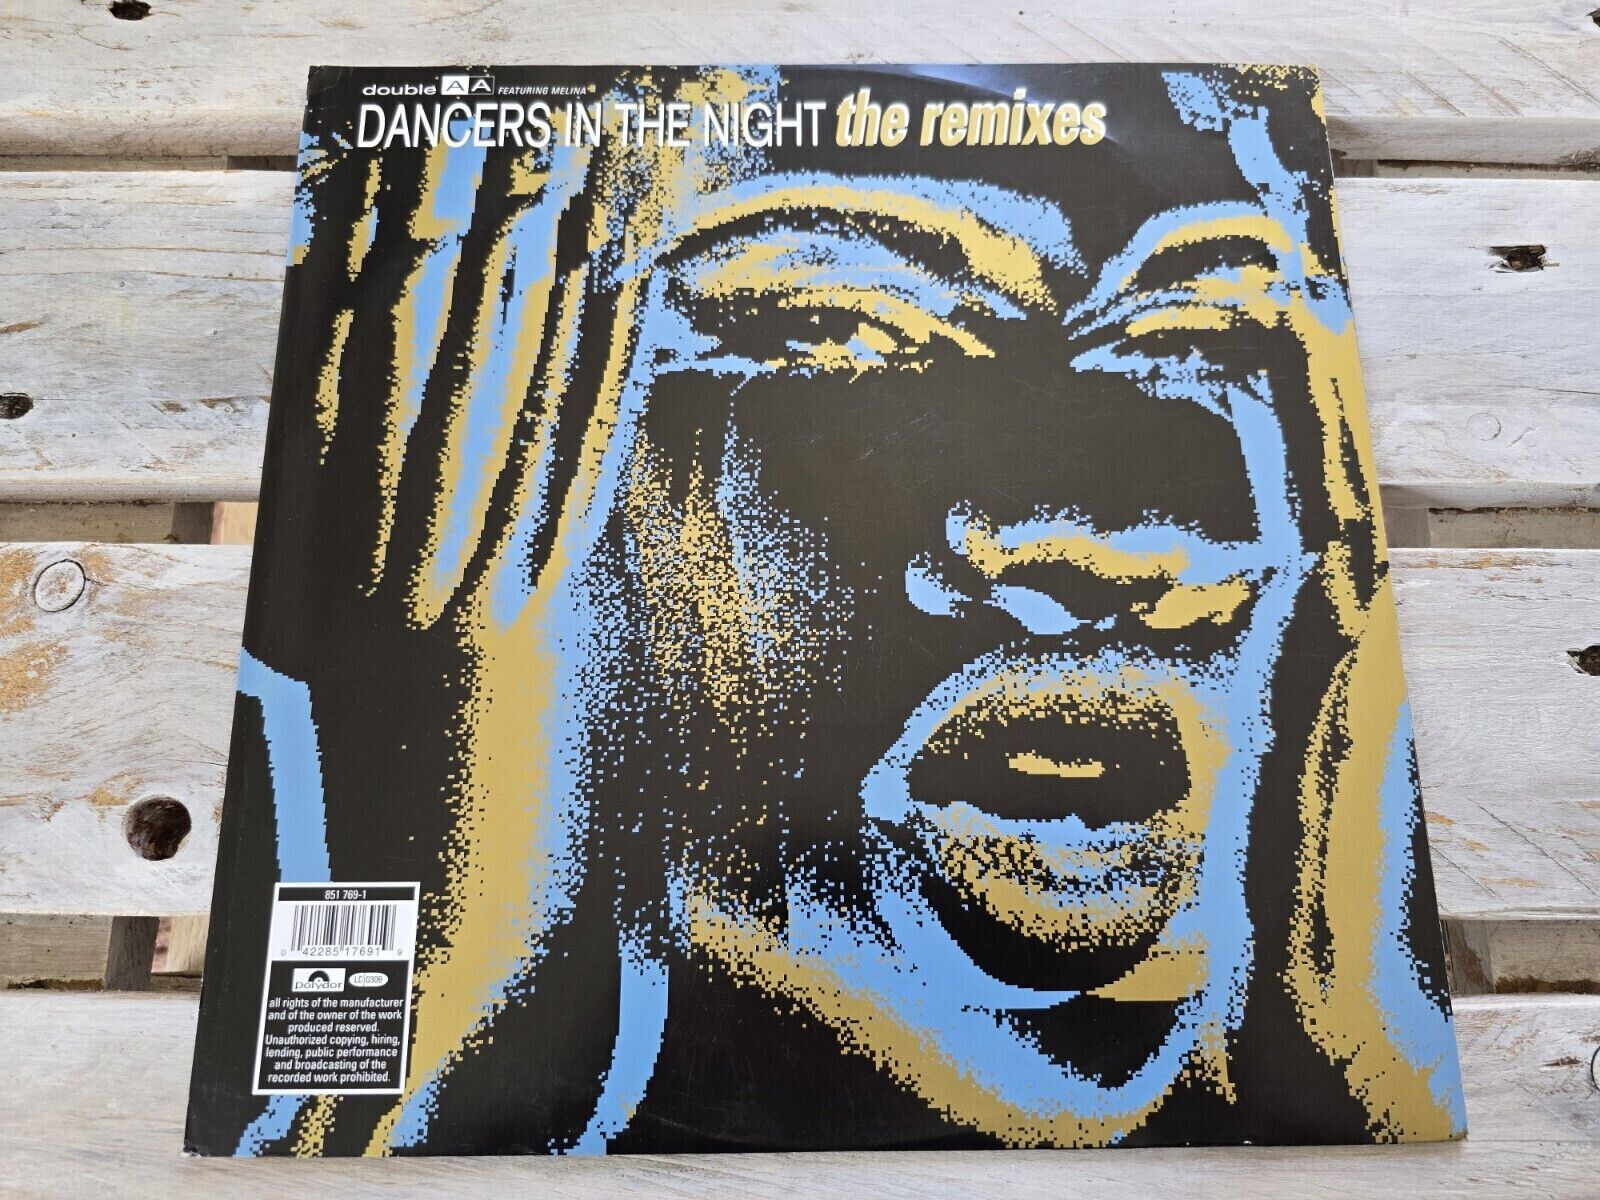 double AA FEATURING MELINA
DANCERS IN THE NIGHT the remixes
851 769-1
0 42285 17691 9
polydor LC 0309
all rights of the manufacturer
and of the owner of the work
produced reserved.
Unauthorized copying, hiring,
lending, public performance
and broadcasting of the
recorded work prohibited.